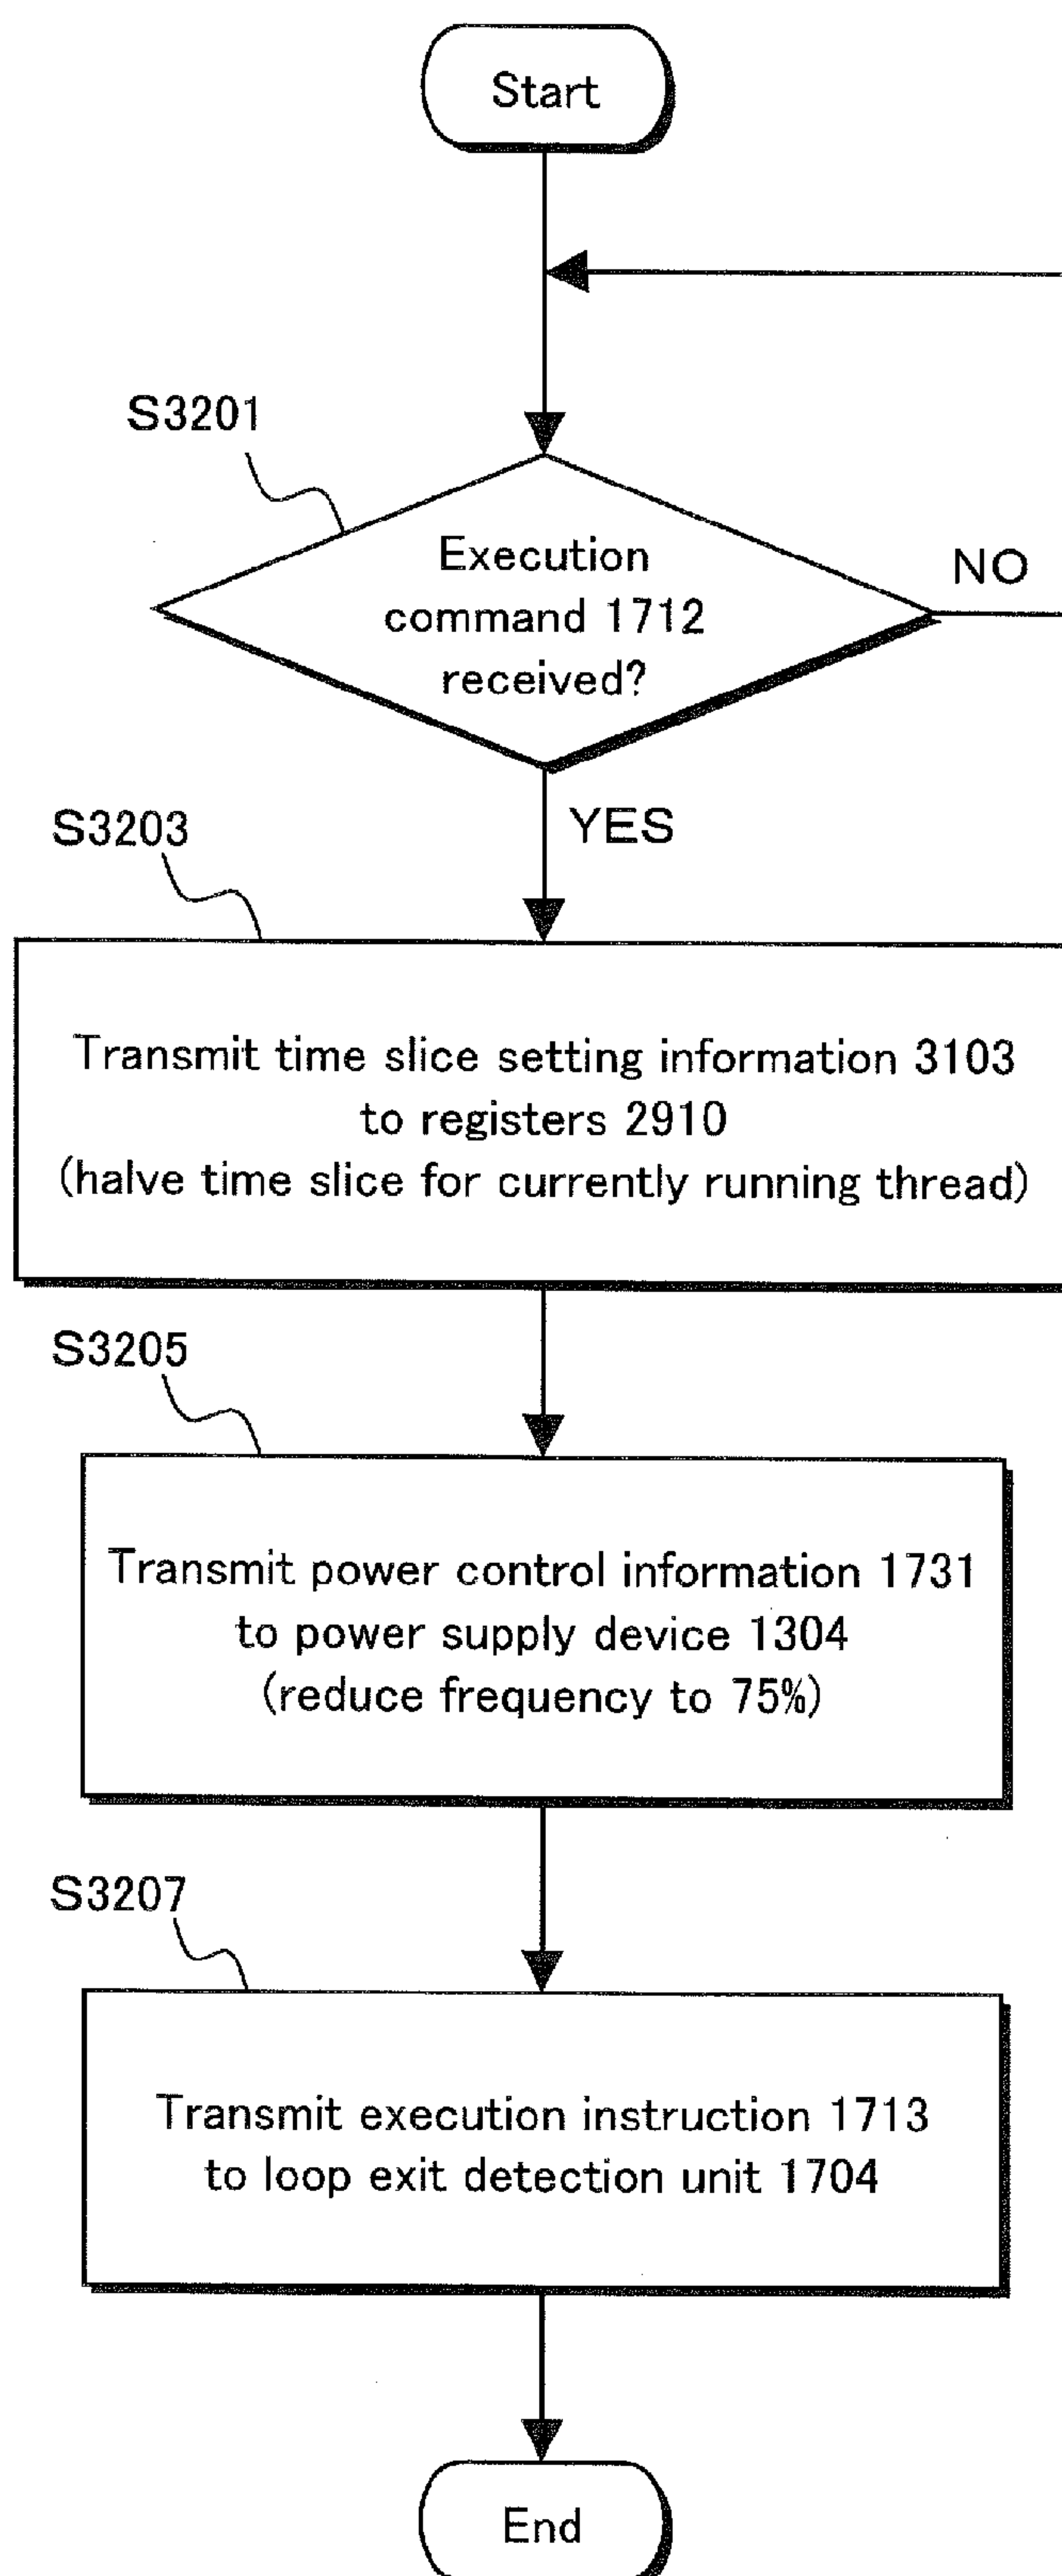 Start
S3201
Execution
command 1712
received?
NO
YES
S3203
Transmit time slice setting information 3103
to registers 2910
(halve time slice for currently running thread)
S3205
Transmit power control information 1731
to power supply device 1304
(reduce frequency to 75%)
S3207
Transmit execution instruction 1713
to loop exit detection unit 1704
End